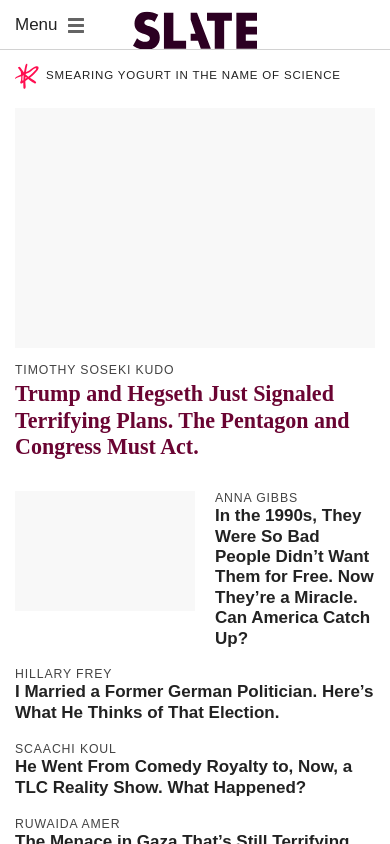 Menu
SLATE
SMEARING YOGURT IN THE NAME OF SCIENCE
TIMOTHY SOSEKI KUDO
Trump and Hegseth Just Signaled
Terrifying Plans. The Pentagon and
Congress Must Act.
ANNA GIBBS
In the 1990s, They
Were So Bad
People Didn’t Want
Them for Free. Now
They’re a Miracle.
Can America Catch
Up?
HILLARY FREY
I Married a Former German Politician. Here’s
What He Thinks of That Election.
SCAACHI KOUL
He Went From Comedy Royalty to, Now, a
TLC Reality Show. What Happened?
RUWAIDA AMER
The Menace in Gaza That’s Still Terrifying